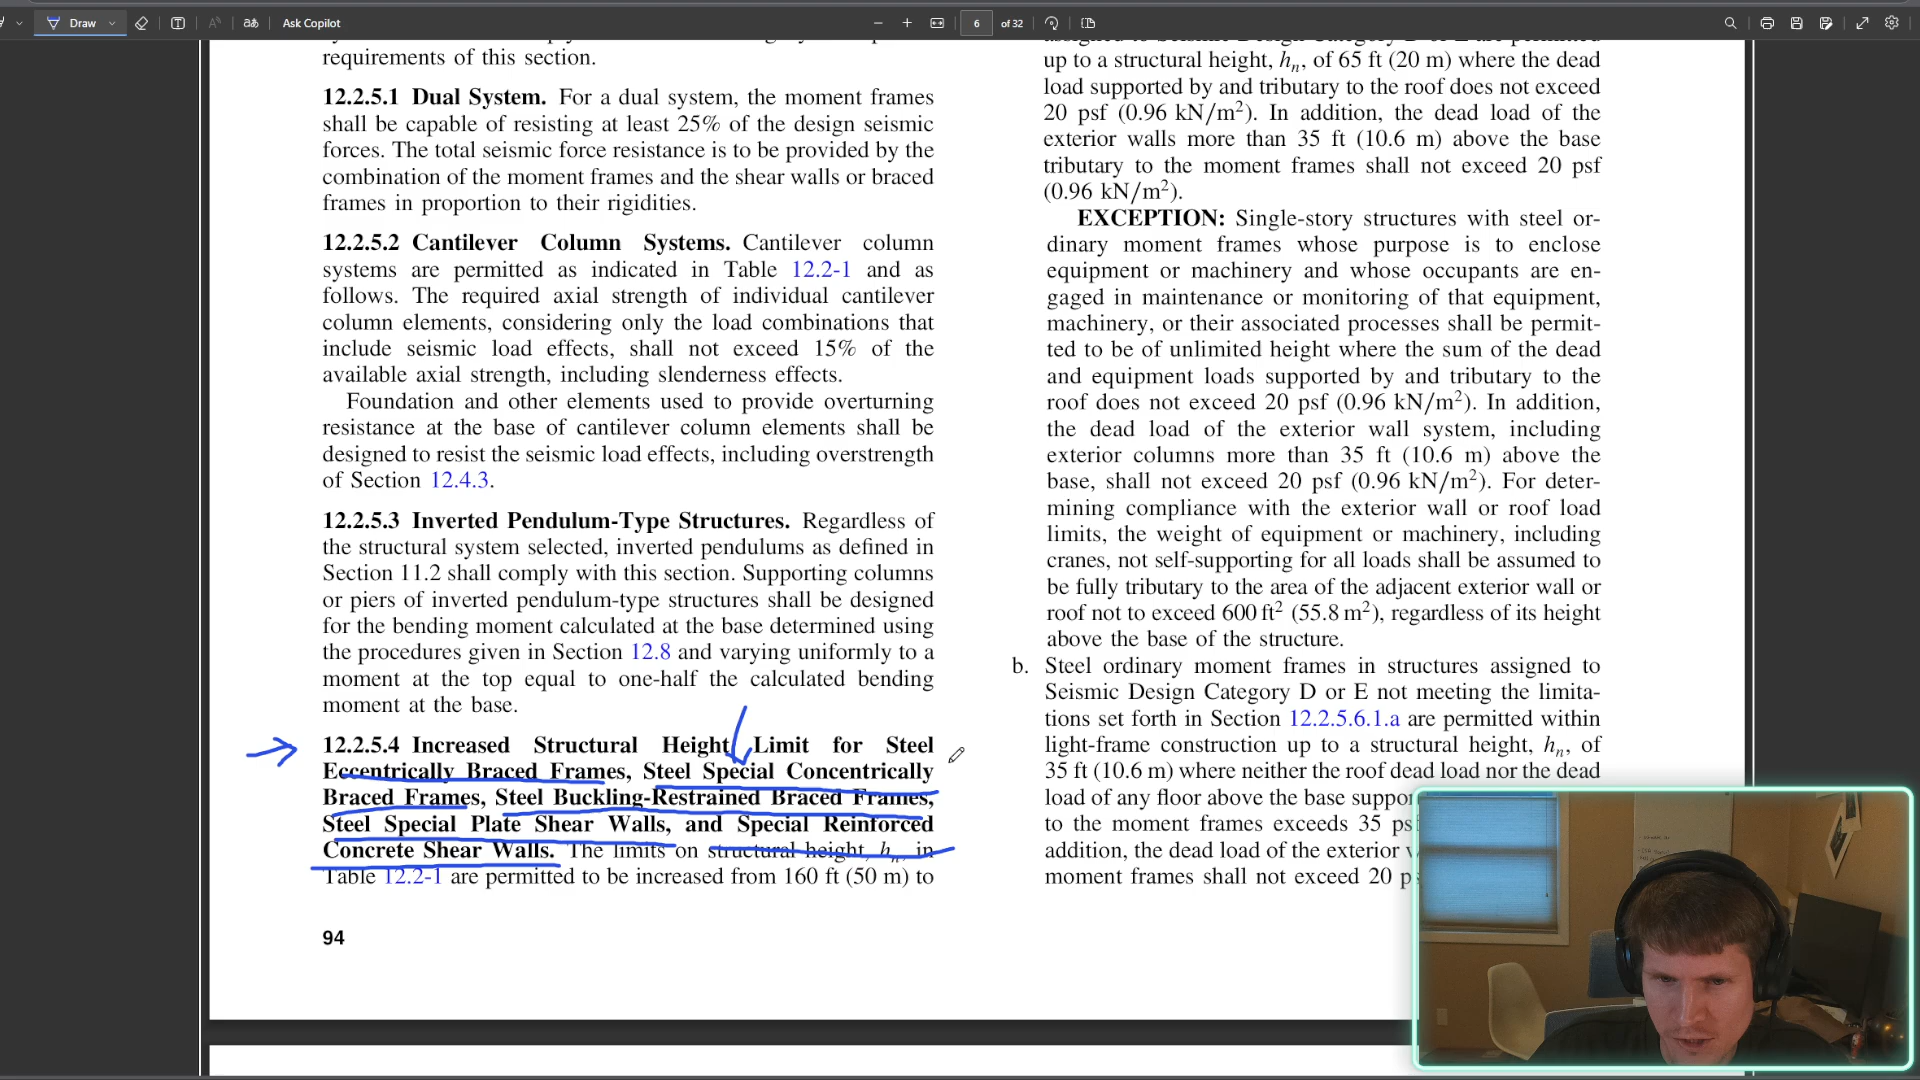 Draw
Ask Copilot
6 of 32
requirements of this section.
12.2.5.1 Dual System. For a dual system, the moment frames
shall be capable of resisting at least 25% of the design seismic
forces. The total seismic force resistance is to be provided by the
combination of the moment frames and the shear walls or braced
frames in proportion to their rigidities.
12.2.5.2 Cantilever Column Systems. Cantilever column
systems are permitted as indicated in Table 12.2-1 and as
follows. The required axial strength of individual cantilever
column elements, considering only the load combinations that
include seismic load effects, shall not exceed 15% of the
available axial strength, including slenderness effects.
Foundation and other elements used to provide overturning
resistance at the base of cantilever column elements shall be
designed to resist the seismic load effects, including overstrength
of Section 12.4.3.
12.2.5.3 Inverted Pendulum-Type Structures. Regardless of
the structural system selected, inverted pendulums as defined in
Section 11.2 shall comply with this section. Supporting columns
or piers of inverted pendulum-type structures shall be designed
for the bending moment calculated at the base determined using
the procedures given in Section 12.8 and varying uniformly to a
moment at the top equal to one-half the calculated bending
moment at the base.
12.2.5.4 Increased Structural Height Limit for Steel
Eccentrically Braced Frames, Steel Special Concentrically
Braced Frames, Steel Buckling-Restrained Braced Frames,
Steel Special Plate Shear Walls, and Special Reinforced
Concrete Shear Walls. The limits on structural height, hn, in
Table 12.2-1 are permitted to be increased from 160 ft (50 m) to
94
up to a structural height, hn, of 65 ft (20 m) where the dead
load supported by and tributary to the roof does not exceed
20 psf (0.96 kN/m²). In addition, the dead load of the
exterior walls more than 35 ft (10.6 m) above the base
tributary to the moment frames shall not exceed 20 psf
(0.96 kN/m²).
EXCEPTION: Single-story structures with steel or-
dinary moment frames whose purpose is to enclose
equipment or machinery and whose occupants are en-
gaged in maintenance or monitoring of that equipment,
machinery, or their associated processes shall be permit-
ted to be of unlimited height where the sum of the dead
and equipment loads supported by and tributary to the
roof does not exceed 20 psf (0.96 kN/m²). In addition,
the dead load of the exterior wall system, including
exterior columns more than 35 ft (10.6 m) above the
base, shall not exceed 20 psf (0.96 kN/m²). For deter-
mining compliance with the exterior wall or roof load
limits, the weight of equipment or machinery, including
cranes, not self-supporting for all loads shall be assumed to
be fully tributary to the area of the adjacent exterior wall or
roof not to exceed 600 ft² (55.8 m²), regardless of its height
above the base of the structure.
b. Steel ordinary moment frames in structures assigned to
Seismic Design Category D or E not meeting the limita-
tions set forth in Section 12.2.5.6.1.a are permitted within
light-frame construction up to a structural height, hn, of
35 ft (10.6 m) where neither the roof dead load nor the dead
load of any floor above the base
to the moment frames exceeds 35
addition, the dead load of the exterior
moment frames shall not exceed 20